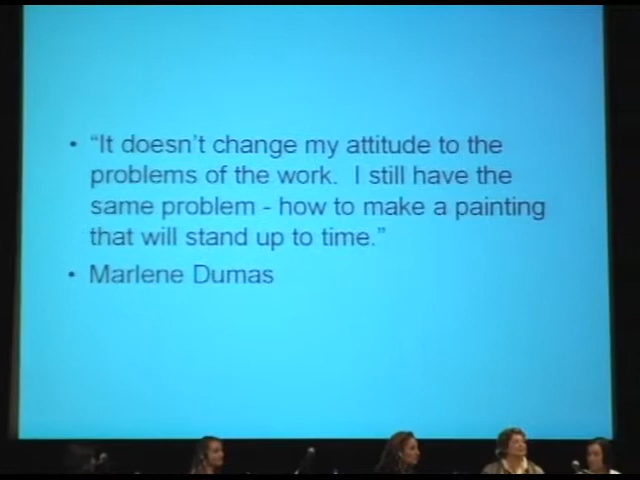 • “It doesn’t change my attitude to the
problems of the work.  I still have the
same problem - how to make a painting
that will stand up to time.”
• Marlene Dumas